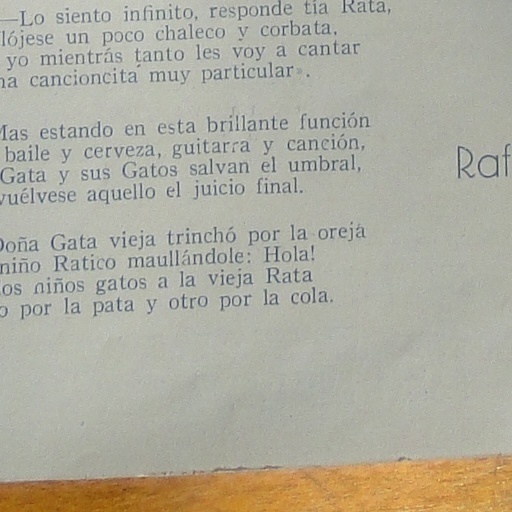 —Lo siento infinito, responde tia Rata,
lójese un poco chaleco y corbata,
yo mientrás tanto les voy a cantar
na cancioncita muy particular».
Mas estando en esta brillante función
baile y cerveza, guitarra y canción,
Gata y sus Gatos salvan el umbral,
vuélvese aquello el juicio final.
Doña Gata vieja trinchó por la oreja
niño Ratico maullándole: Hola!
os niños gatos a la vieja Rata
o por la pata y otro por la cola.
Raf